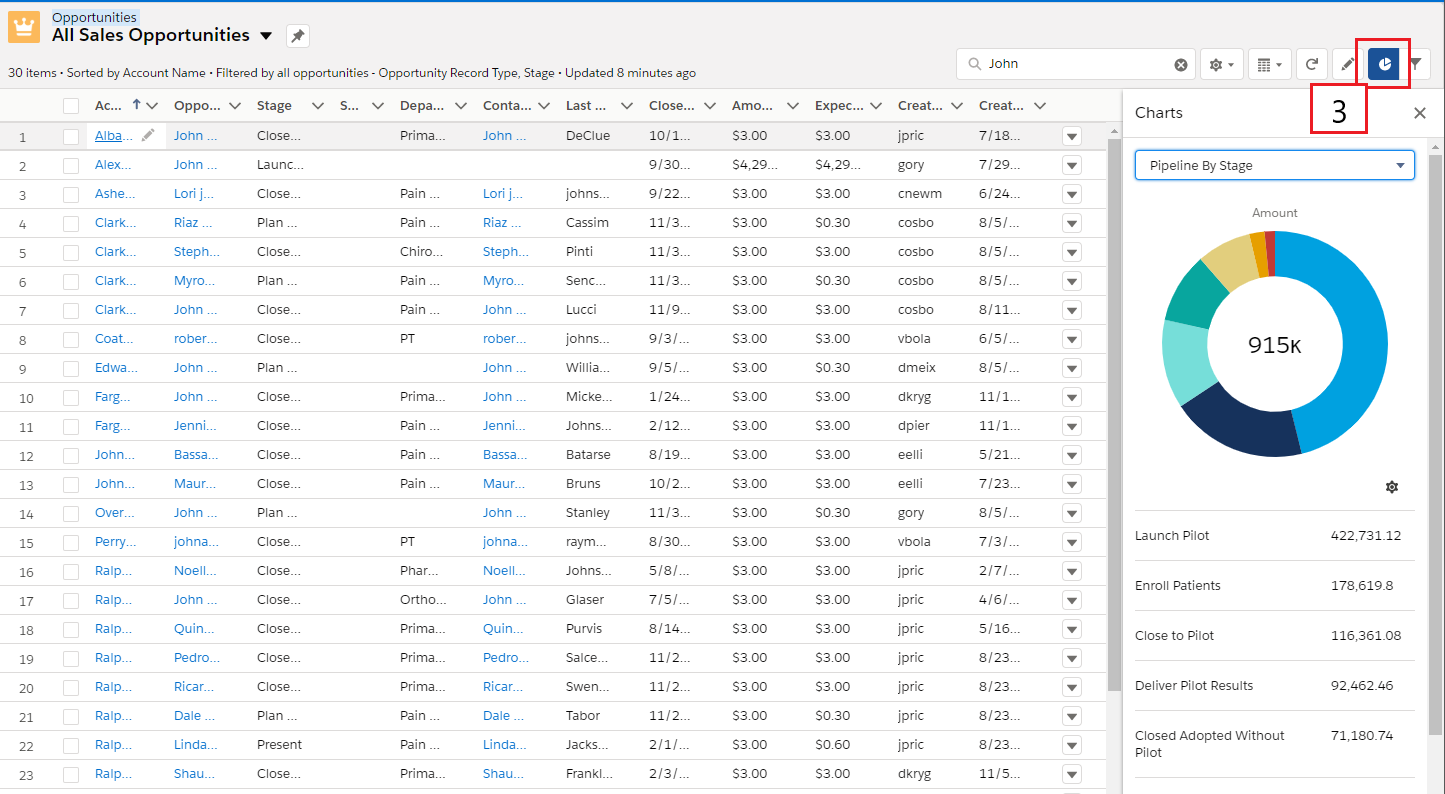 Opportunities
All Sales Opportunities
30 items • Sorted by Account Name • Filtered by all opportunities - Opportunity Record Type, Stage • Updated 8 minutes ago
John
3
Ac... Oppo... Stage S... Depa... Conta... Last ... Close... Amo... Expec... Creat... Creat...
1 Alba... John ... Close... Prima... John ... DeClue 10/1... $3.00 $3.00 jpric 7/18...
2 Alex... John ... Launc... 9/30... $4,29... $4,29... gory 7/29...
3 Ashe... Lori j... Close... Pain ... Lori j... johns... 9/22... $3.00 $3.00 cnewm 6/24...
4 Clark... Riaz ... Plan ... Pain ... Riaz ... Cassim 11/3... $3.00 $0.30 cosbo 8/5/...
5 Clark... Steph... Close... Chiro... Steph... Pinti 11/3... $3.00 $3.00 cosbo 8/5/...
6 Clark... Myro... Plan ... Pain ... Myro... Senc... 11/3... $3.00 $0.30 cosbo 8/5/...
7 Clark... John ... Close... Pain ... John ... Lucci 11/9... $3.00 $3.00 cosbo 8/11...
8 Coat... rober... Close... PT rober... johns... 9/3/... $3.00 $3.00 vbola 6/5/...
9 Edwa... John ... Plan ... John ... Willia... 9/5/... $3.00 $0.30 dmeix 8/5/...
10 Farg... John ... Close... Prima... John ... Micke... 1/24... $3.00 $3.00 dkryg 11/1...
11 Farg... Jenni... Close... Pain ... Jenni... Johns... 2/12... $3.00 $3.00 dpier 11/1...
12 John... Bassa... Close... Pain ... Bassa... Batarse 8/19... $3.00 $3.00 eelli 5/21...
13 John... Maur... Close... Pain ... Maur... Bruns 10/2... $3.00 $3.00 eelli 7/23...
14 Over... John ... Plan ... John ... Stanley 11/3... $3.00 $0.30 gory 8/5/...
15 Perry... johna... Close... PT johna... raym... 8/30... $3.00 $3.00 vbola 7/3/...
16 Ralp... Noell... Close... Phar... Noell... Johns... 5/8/... $3.00 $3.00 jpric 2/7/...
17 Ralp... John ... Close... Ortho... John ... Glaser 7/5/... $3.00 $3.00 jpric 4/6/...
18 Ralp... Quin... Close... Prima... Quin... Purvis 8/14... $3.00 $3.00 jpric 5/16...
19 Ralp... Pedro... Close... Prima... Pedro... Salce... 11/2... $3.00 $3.00 jpric 8/23...
20 Ralp... Ricar... Close... Prima... Ricar... Swen... 11/2... $3.00 $3.00 jpric 8/23...
21 Ralp... Dale ... Plan ... Pain ... Dale ... Tabor 11/2... $3.00 $0.30 jpric 8/23...
22 Ralp... Linda... Present Pain ... Linda... Jacks... 2/1/... $3.00 $0.60 jpric 8/23...
23 Ralp... Shau... Close... Prima... Shau... Frankl... 2/3/... $3.00 $3.00 dkryg 11/5...
Charts
Pipeline By Stage
Amount
915K
Launch Pilot 422,731.12
Enroll Patients 178,619.8
Close to Pilot 116,361.08
Deliver Pilot Results 92,462.46
Closed Adopted Without 71,180.74
Pilot